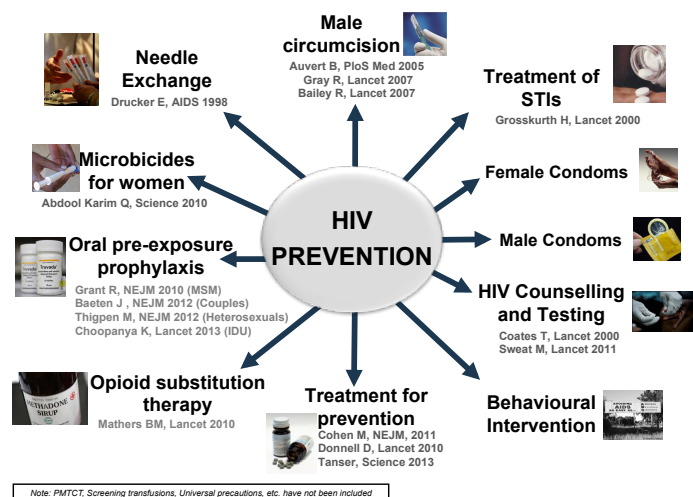 Male
circumcision
Auvert B, PloS Med 2005
Gray R, Lancet 2007
Bailey R, Lancet 2007
Needle
Exchange
Drucker E, AIDS 1998
Treatment of
STIs
Grosskurth H, Lancet 2000
Microbicides
for women
Abdool Karim Q, Science 2010
Female Condoms
HIV
PREVENTION
Male Condoms
Oral pre-exposure
prophylaxis
Grant R, NEJM 2010 (MSM)
Baeten J , NEJM 2012 (Couples)
Thigpen M, NEJM 2012 (Heterosexuals)
Choopanya K, Lancet 2013 (IDU)
Truvada
Truvada
HIV Counselling
and Testing
Coates T, Lancet 2000
Sweat M, Lancet 2011
Opioid substitution
therapy
Mathers BM, Lancet 2010
METHADONE
SIRUP
Treatment for
prevention
Cohen M, NEJM, 2011
Donnell D, Lancet 2010
Tanser, Science 2013
Behavioural
Intervention
AIDS
Note: PMTCT, Screening transfusions, Universal precautions, etc. have not been included